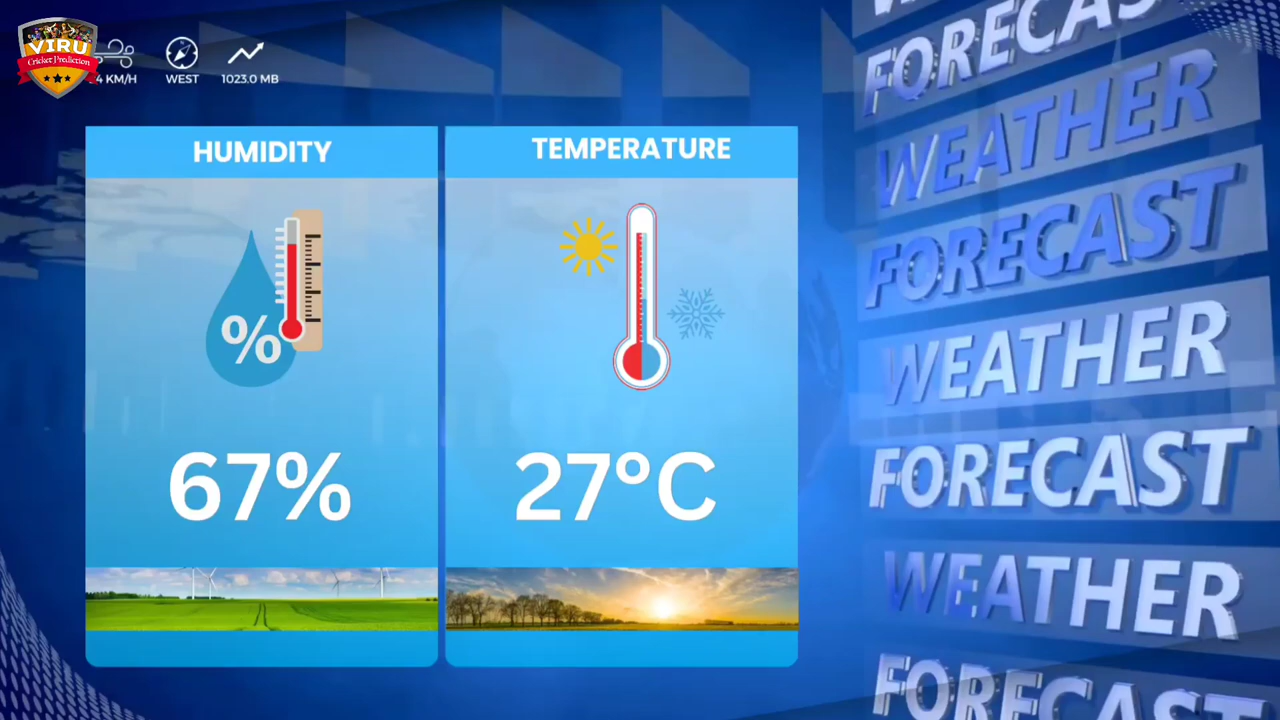 VIRU
Cricket Prediction
4 KM/H
WEST
1023.0 MB
HUMIDITY
TEMPERATURE
%
67%
27°C
FORECAST
WEATHER
FORECAST
WEATHER
FORECAST
WEATHER
FORECAST